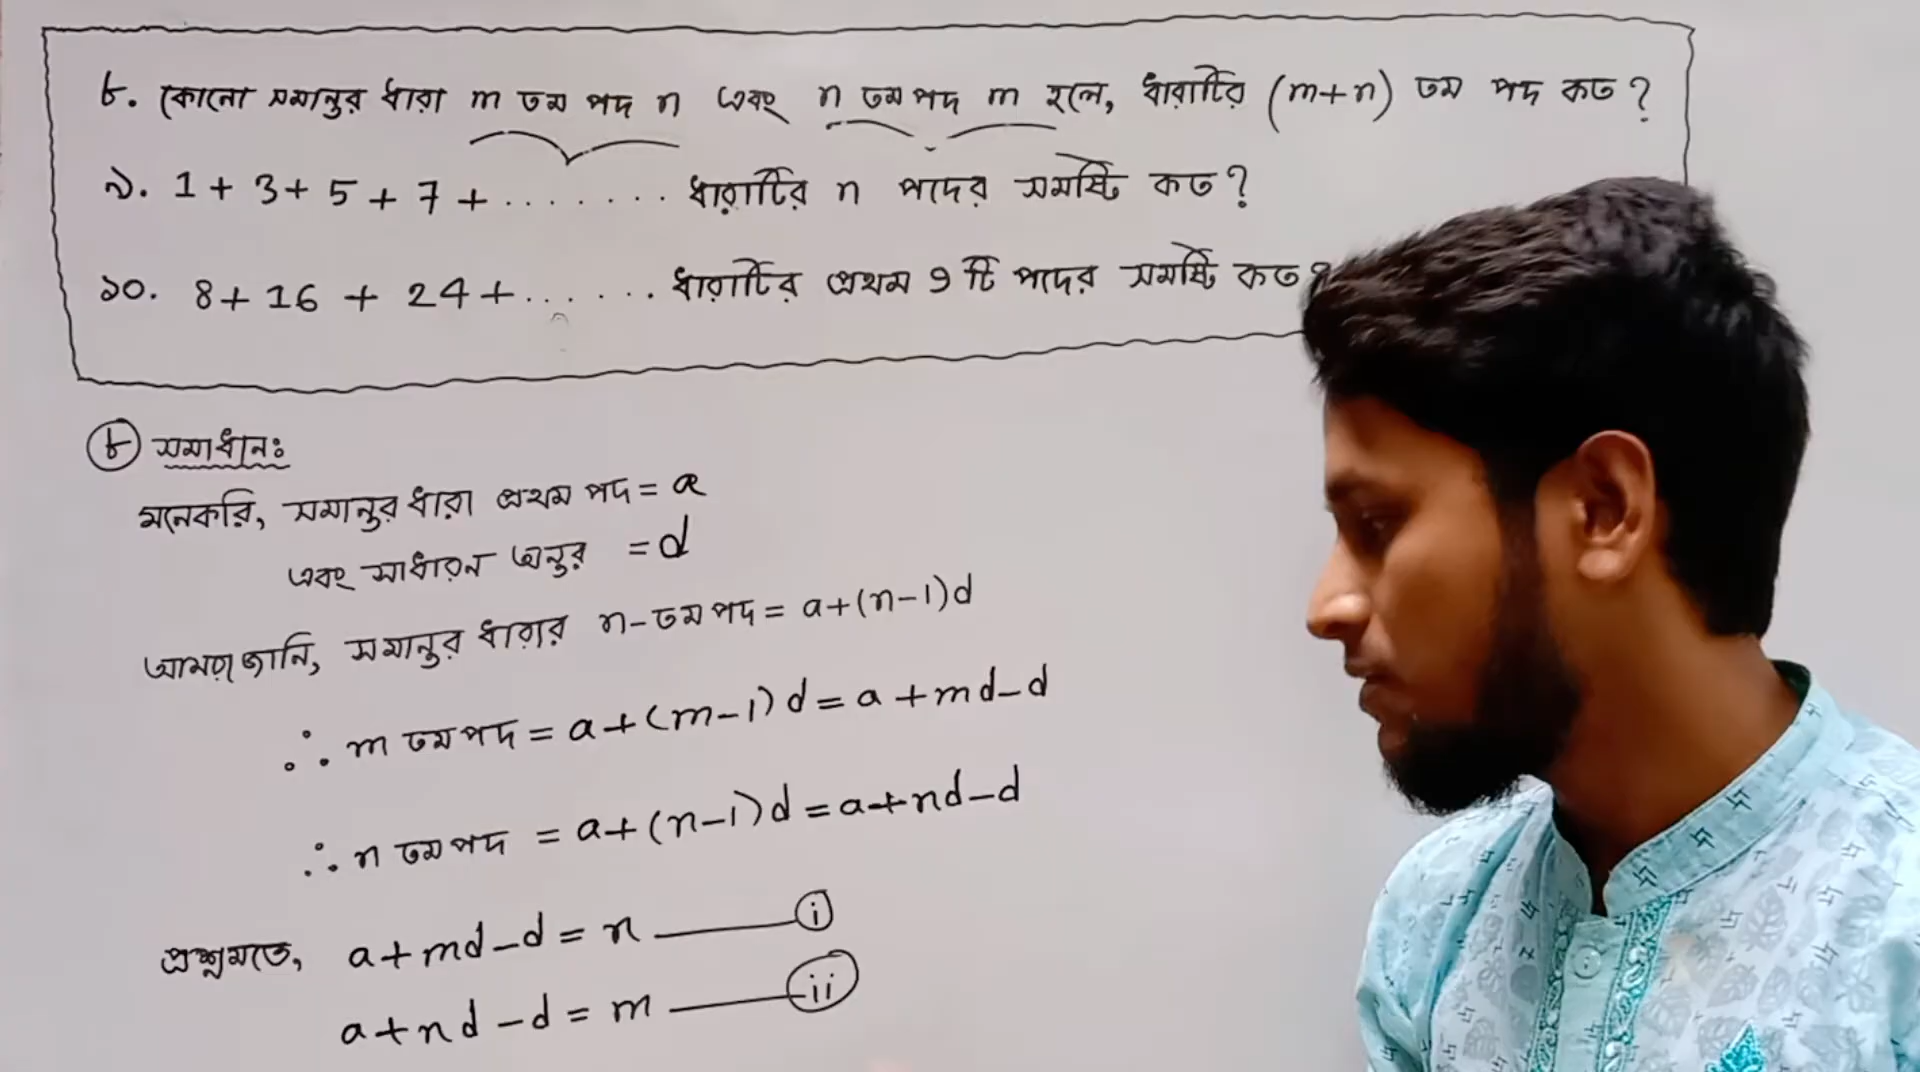 ৮. কোনো সমান্তর ধারা m তম পদ n এবং n তম পদ m হলে, ধারাটির (m+n) তম পদ কত?
৯. 1 + 3 + 5 + 7 + ....... ধারাটির n পদের সমষ্টি কত?
১০. 8 + 16 + 24 + ...... ধারাটির প্রথম 9 টি পদের সমষ্টি কত?
৮ সমাধানঃ
মনেকরি, সমান্তর ধারা প্রথম পদ = a
এবং সাধারন অন্তর = d
আমরা জানি, সমান্তর ধারার n-তম পদ = a+(n-1)d
∴ m তম পদ = a+(m-1)d = a+md-d
∴ n তম পদ = a+(n-1)d = a+nd-d
প্রশ্নমতে, a+md-d = n — i
a+nd-d = m — ii